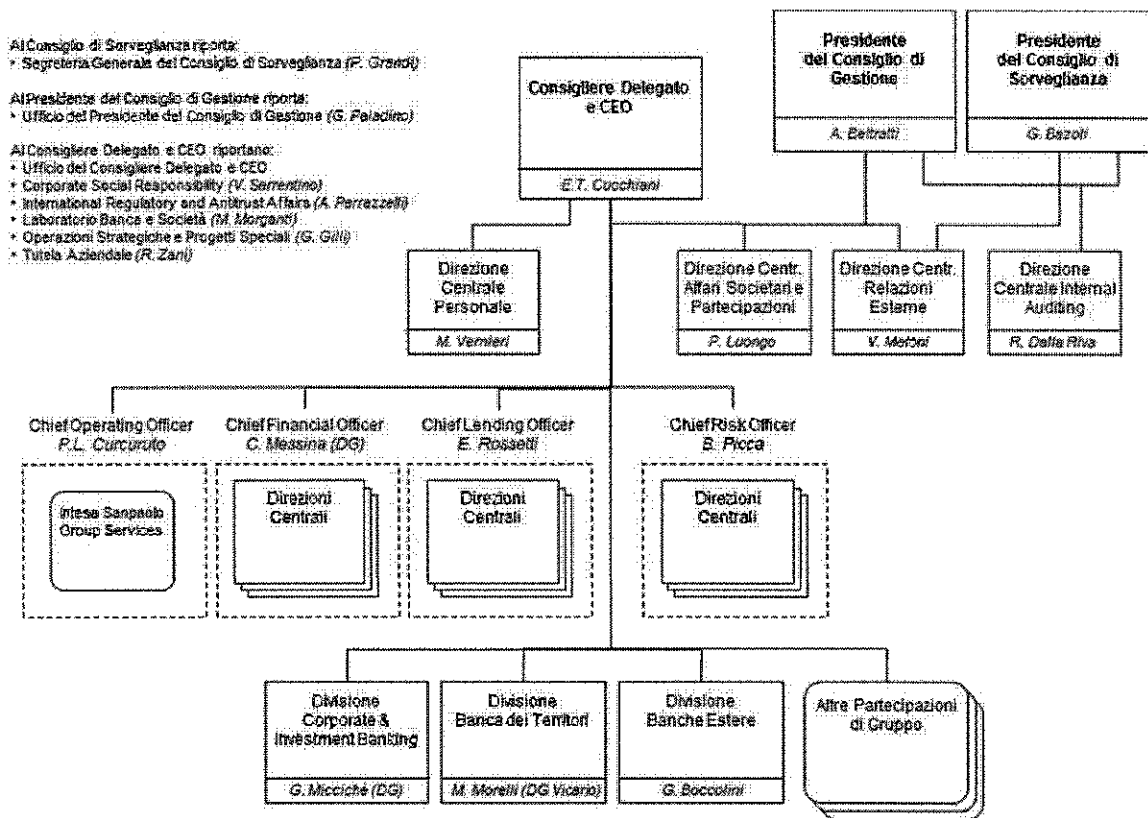 Al Consiglio di Sorveglianza riporta:
• Segreteria Generale del Consiglio di Sorveglianza (P. Grandi)
Al Presidente del Consiglio di Gestione riporta:
• Ufficio del Presidente del Consiglio di Gestione (G. Paladino)
Al Consigliere Delegato e CEO riportano:
• Ufficio del Consigliere Delegato e CEO
• Corporate Social Responsibility (V. Sorrentino)
• International Regulatory and Antitrust Affairs (A. Perrazzelli)
• Laboratorio Banca e Società (M. Morganti)
• Operazioni Strategiche e Progetti Speciali (G. Gilli)
• Tutela Aziendale (R. Zani)
Consigliere Delegato
e CEO
E.T. Cucchiani
Presidente
del Consiglio di
Gestione
A. Beltratti
Presidente
del Consiglio di
Sorveglianza
G. Bazoli
Direzione
Centrale
Personale
M. Vernieri
Direzione Centr.
Affari Societari e
Partecipazioni
P. Luongo
Direzione Centr.
Relazioni
Esterne
V. Meloni
Direzione
Centrale Internal
Auditing
R. Dalla Riva
Chief Operating Officer
P.L. Curcuruto
Intesa Sanpaolo
Group Services
Chief Financial Officer
C. Messina (DG)
Direzioni
Centrali
Chief Lending Officer
E. Rossetti
Direzioni
Centrali
Chief Risk Officer
B. Picca
Direzioni
Centrali
Divisione
Corporate &
Investment Banking
G. Micciché (DG)
Divisione
Banca dei Territori
M. Morelli (DG Vicario)
Divisione
Banche Estere
G. Boccolini
Altre Partecipazioni
di Gruppo